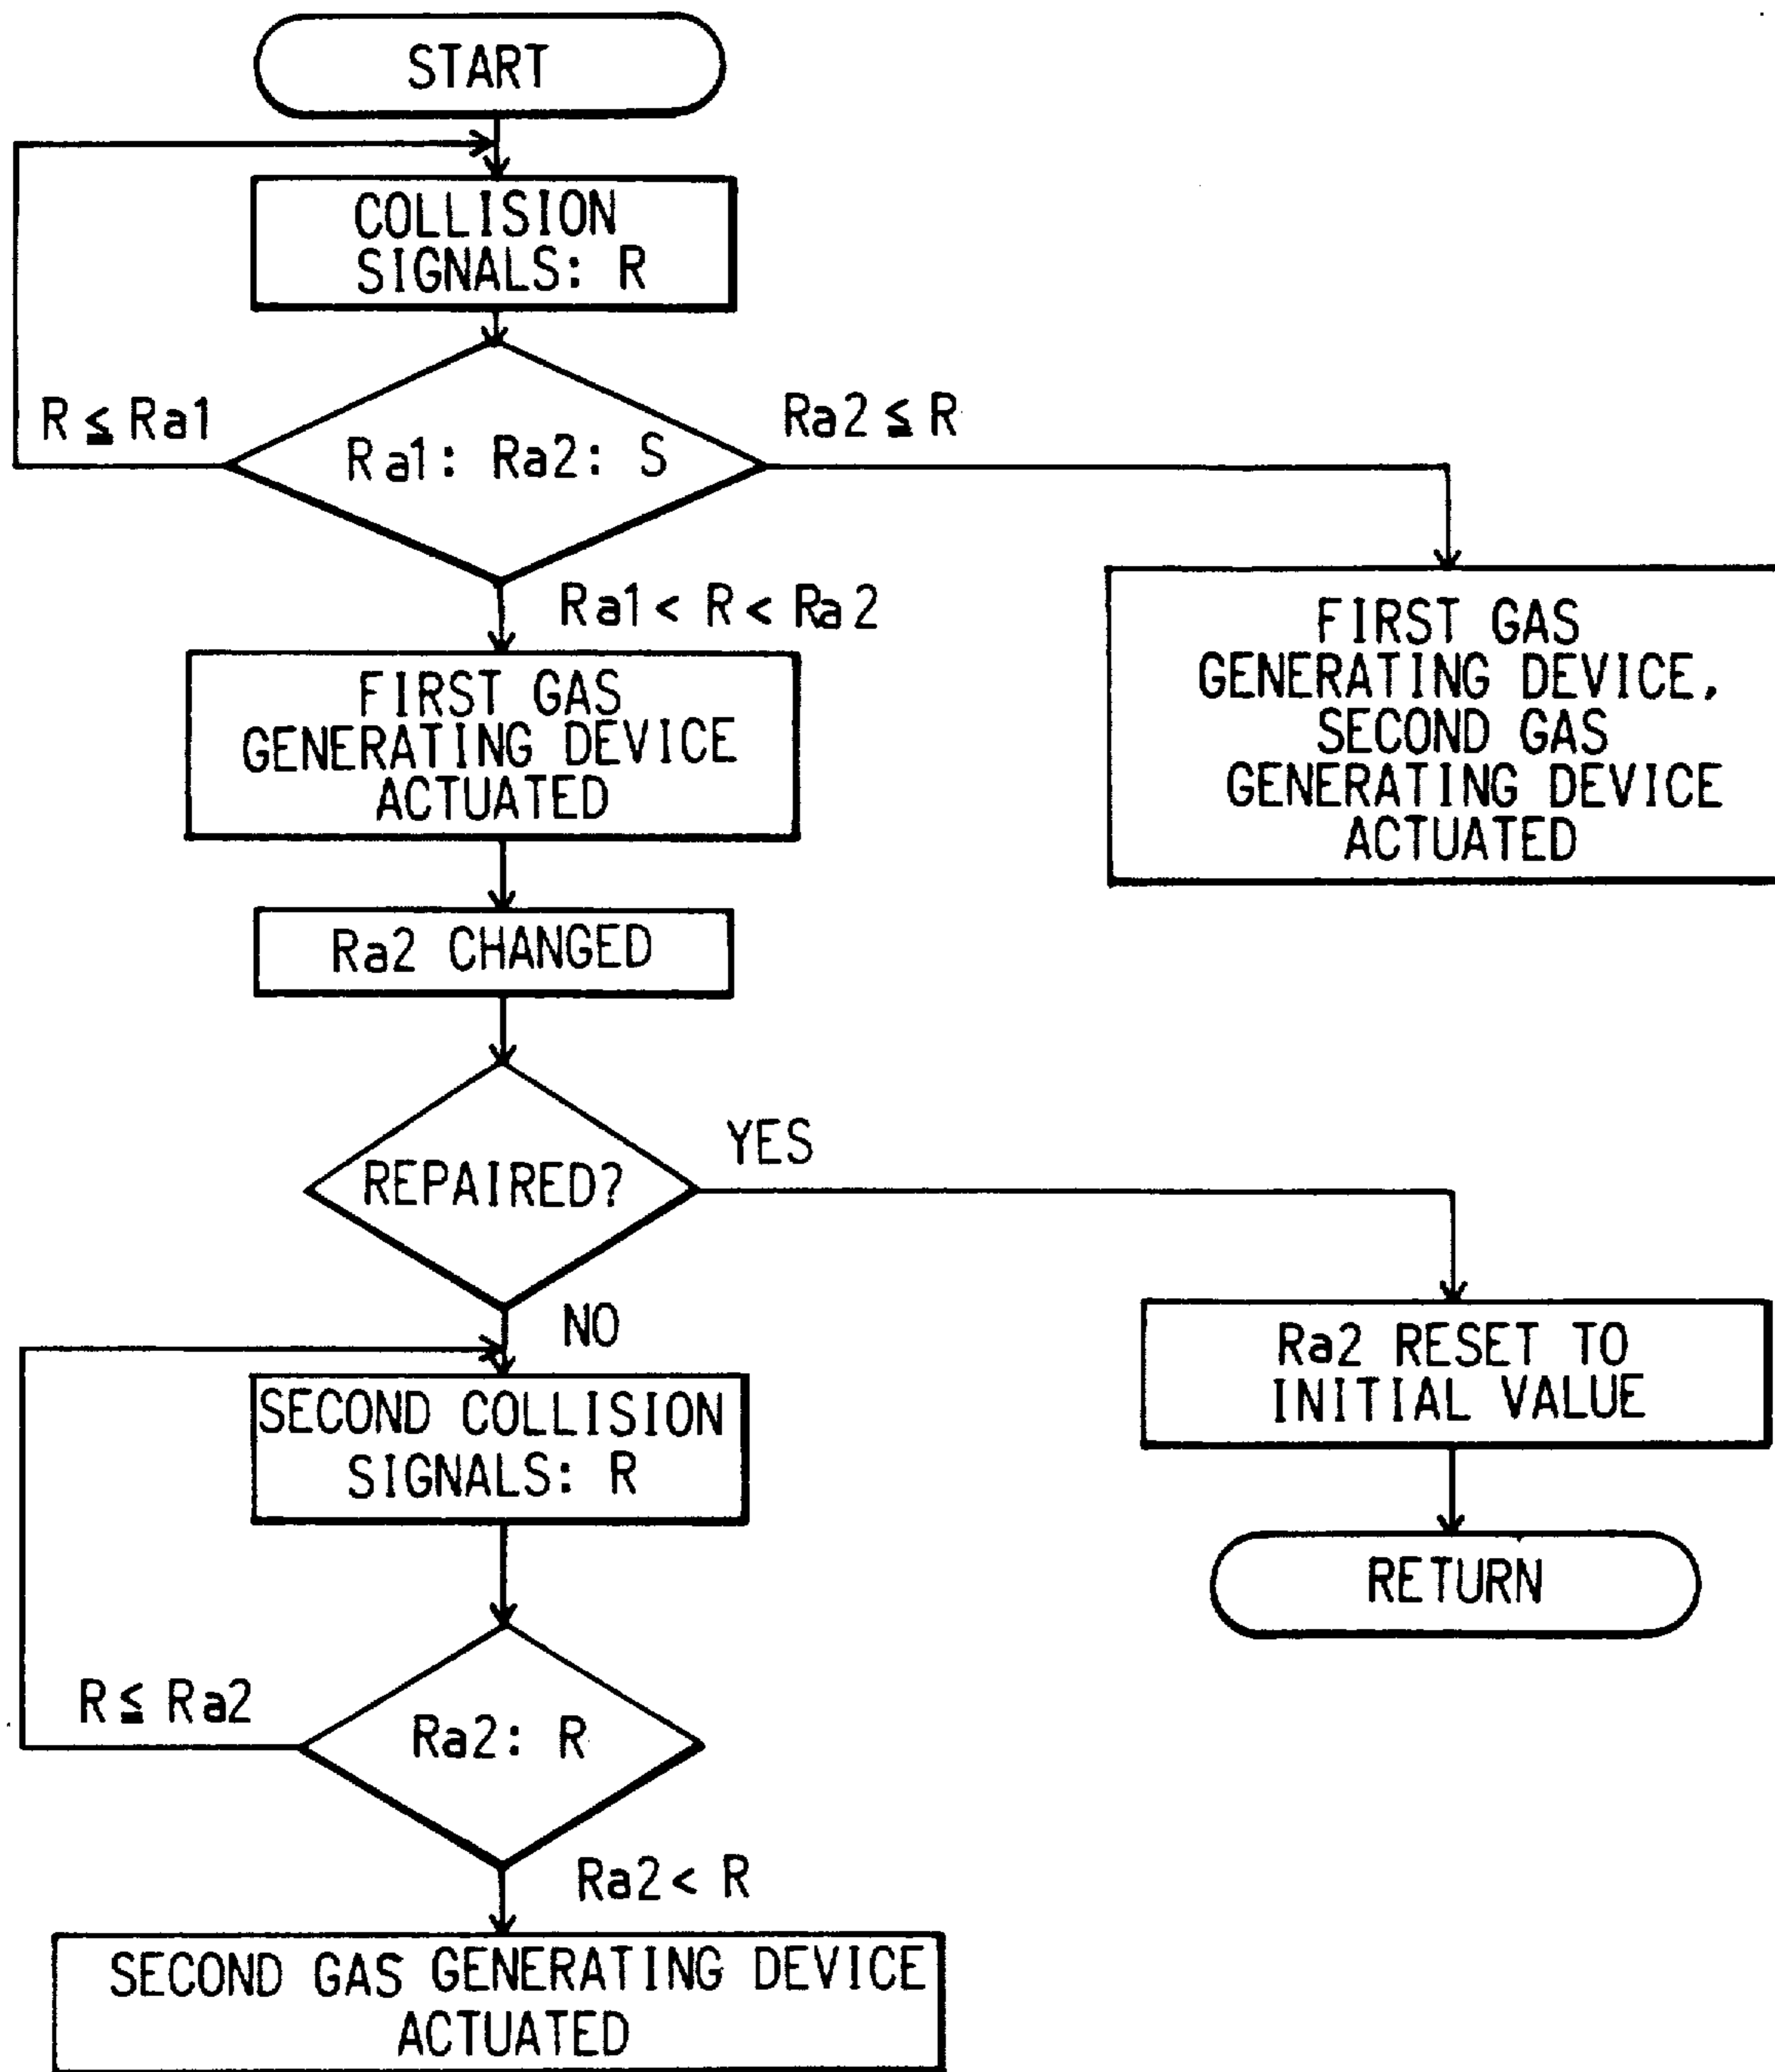 START
COLLISION
SIGNALS: R
R ≦ Ra1
Ra1: Ra2: S
Ra2 ≦ R
Ra1 < R < Ra2
FIRST GAS
GENERATING DEVICE
ACTUATED
FIRST GAS
GENERATING DEVICE,
SECOND GAS
GENERATING DEVICE
ACTUATED
Ra2 CHANGED
REPAIRED?
YES
NO
Ra2 RESET TO
INITIAL VALUE
RETURN
SECOND COLLISION
SIGNALS: R
R ≦ Ra2
Ra2: R
Ra2 < R
SECOND GAS GENERATING DEVICE
ACTUATED